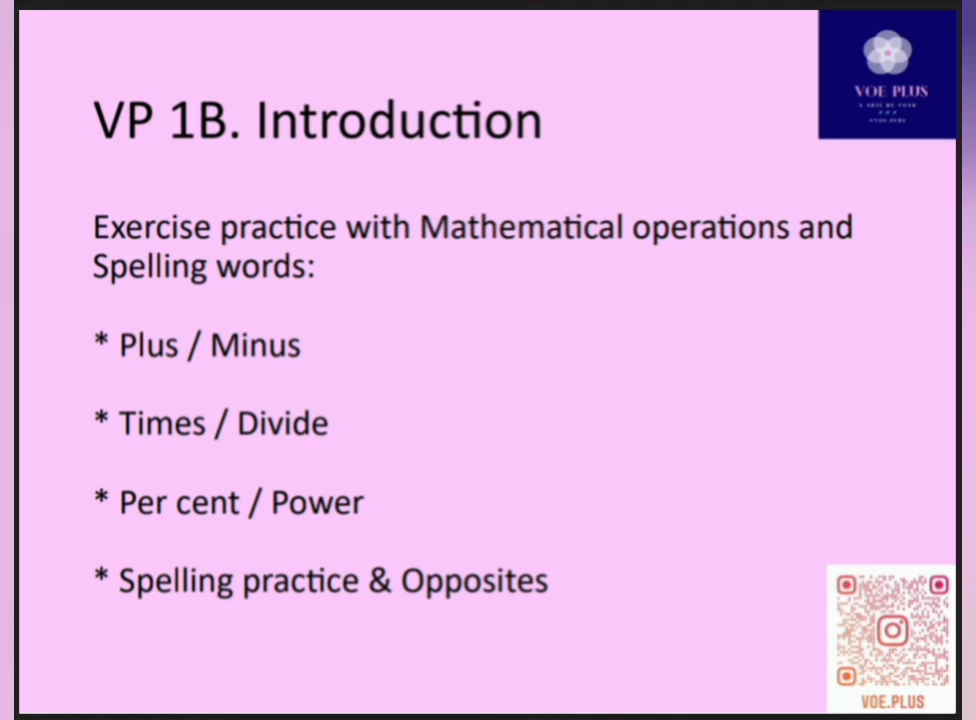 VOE PLUS
VP 1B. Introduction
Exercise practice with Mathematical operations and
Spelling words:
* Plus / Minus
* Times / Divide
* Per cent / Power
* Spelling practice & Opposites
VOE.PLUS